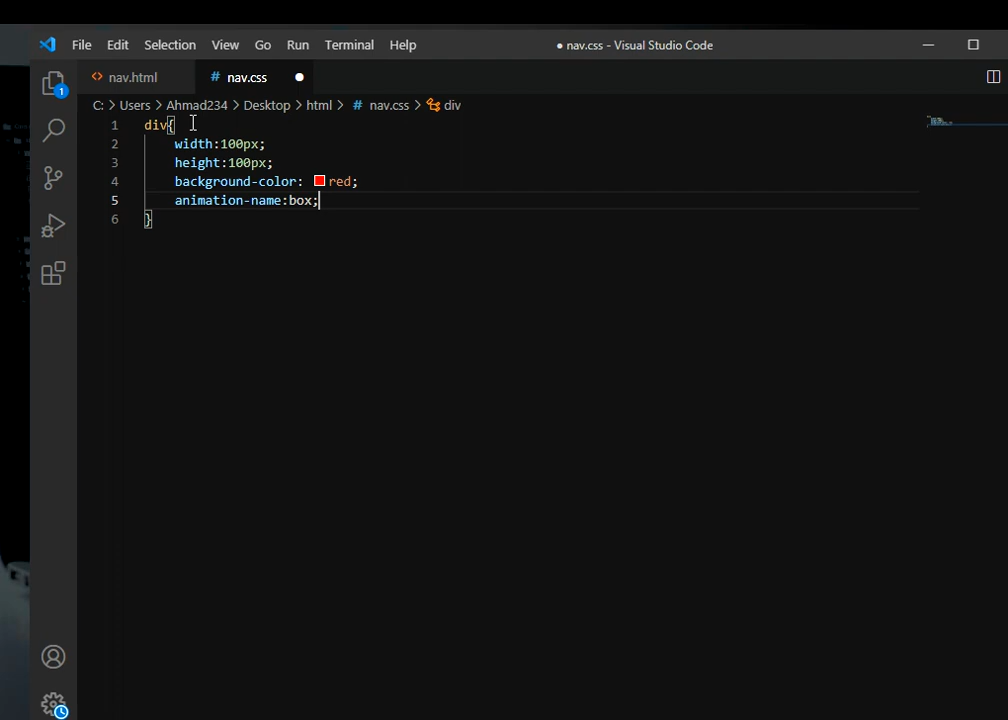 File Edit Selection View Go Run Terminal Help ● nav.css - Visual Studio Code
nav.html # nav.css
C: > Users > Ahmad234 > Desktop > html > # nav.css > div
1 div{
2 width:100px;
3 height:100px;
4 background-color: red;
5 animation-name:box;
6 }
1